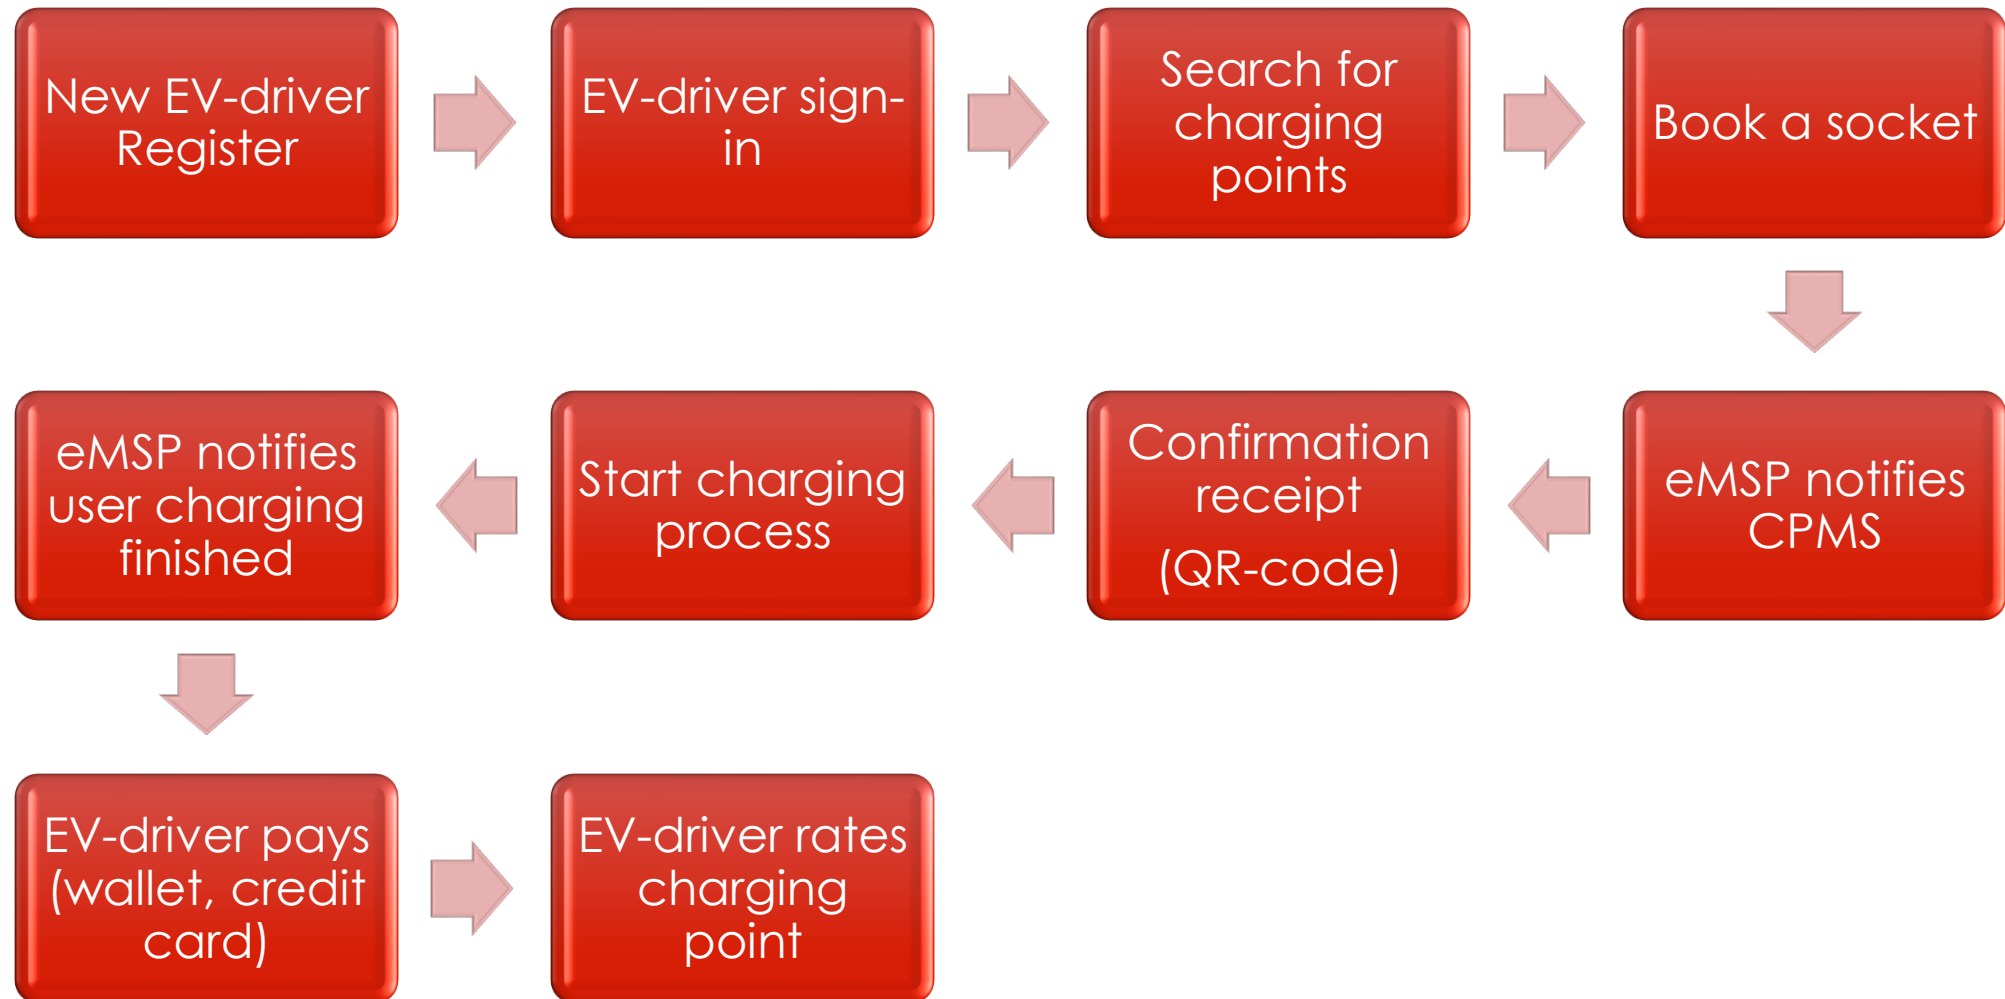 New EV-driver
Register
EV-driver sign-
in
Search for
charging
points
Book a socket
eMSP notifies
CPMS
Confirmation
receipt
(QR-code)
Start charging
process
eMSP notifies
user charging
finished
EV-driver pays
(wallet, credit
card)
EV-driver rates
charging
point